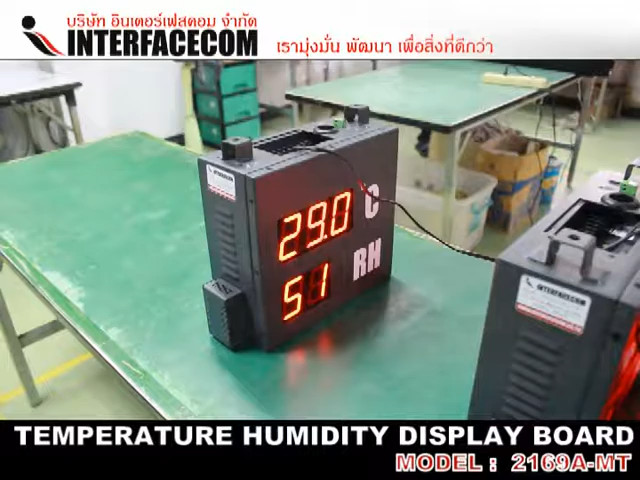 บริษัท อินเตอร์เฟสคอม จำกัด
INTERFACECOM
เรามุ่งมั่น พัฒนา เพื่อสิ่งที่ดีกว่า
29.0 C
51 RH
TEMPERATURE HUMIDITY DISPLAY BOARD
MODEL : 2169A-MT